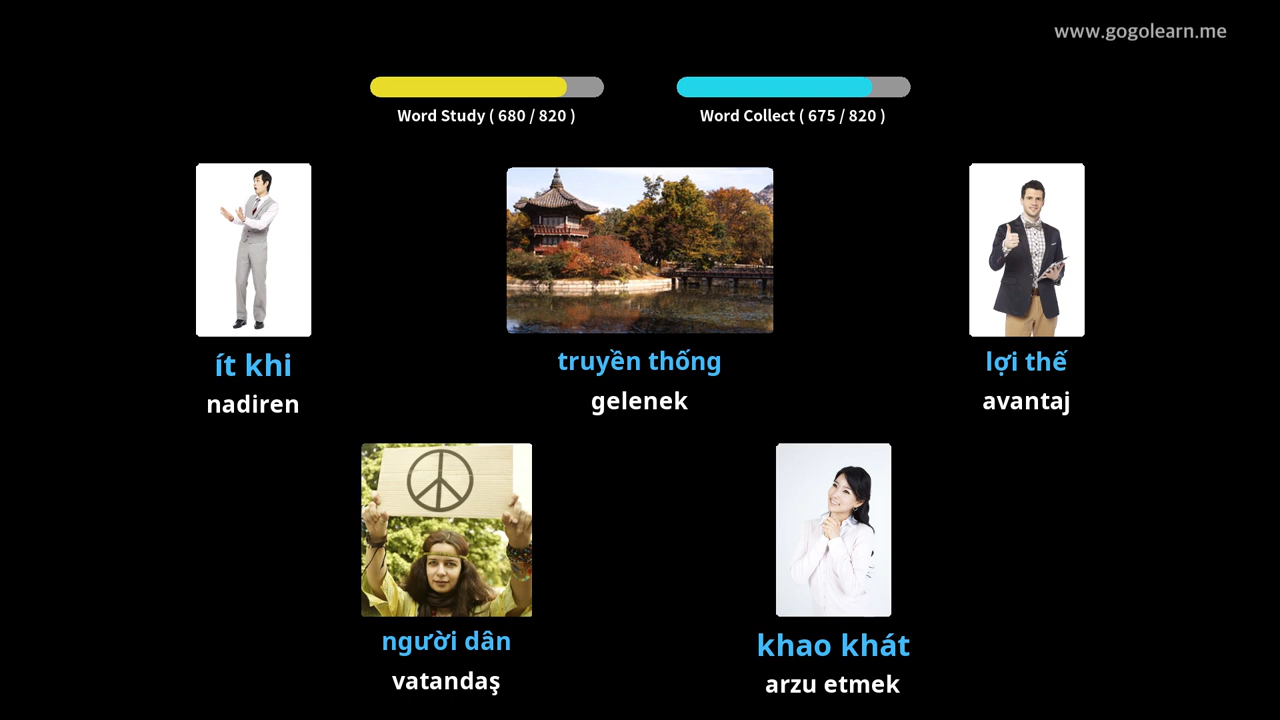 www.gogolearn.me
Word Study ( 680 / 820 )
Word Collect ( 675 / 820 )
ít khi
nadiren
truyền thống
gelenek
lợi thế
avantaj
người dân
vatandaş
khao khát
arzu etmek